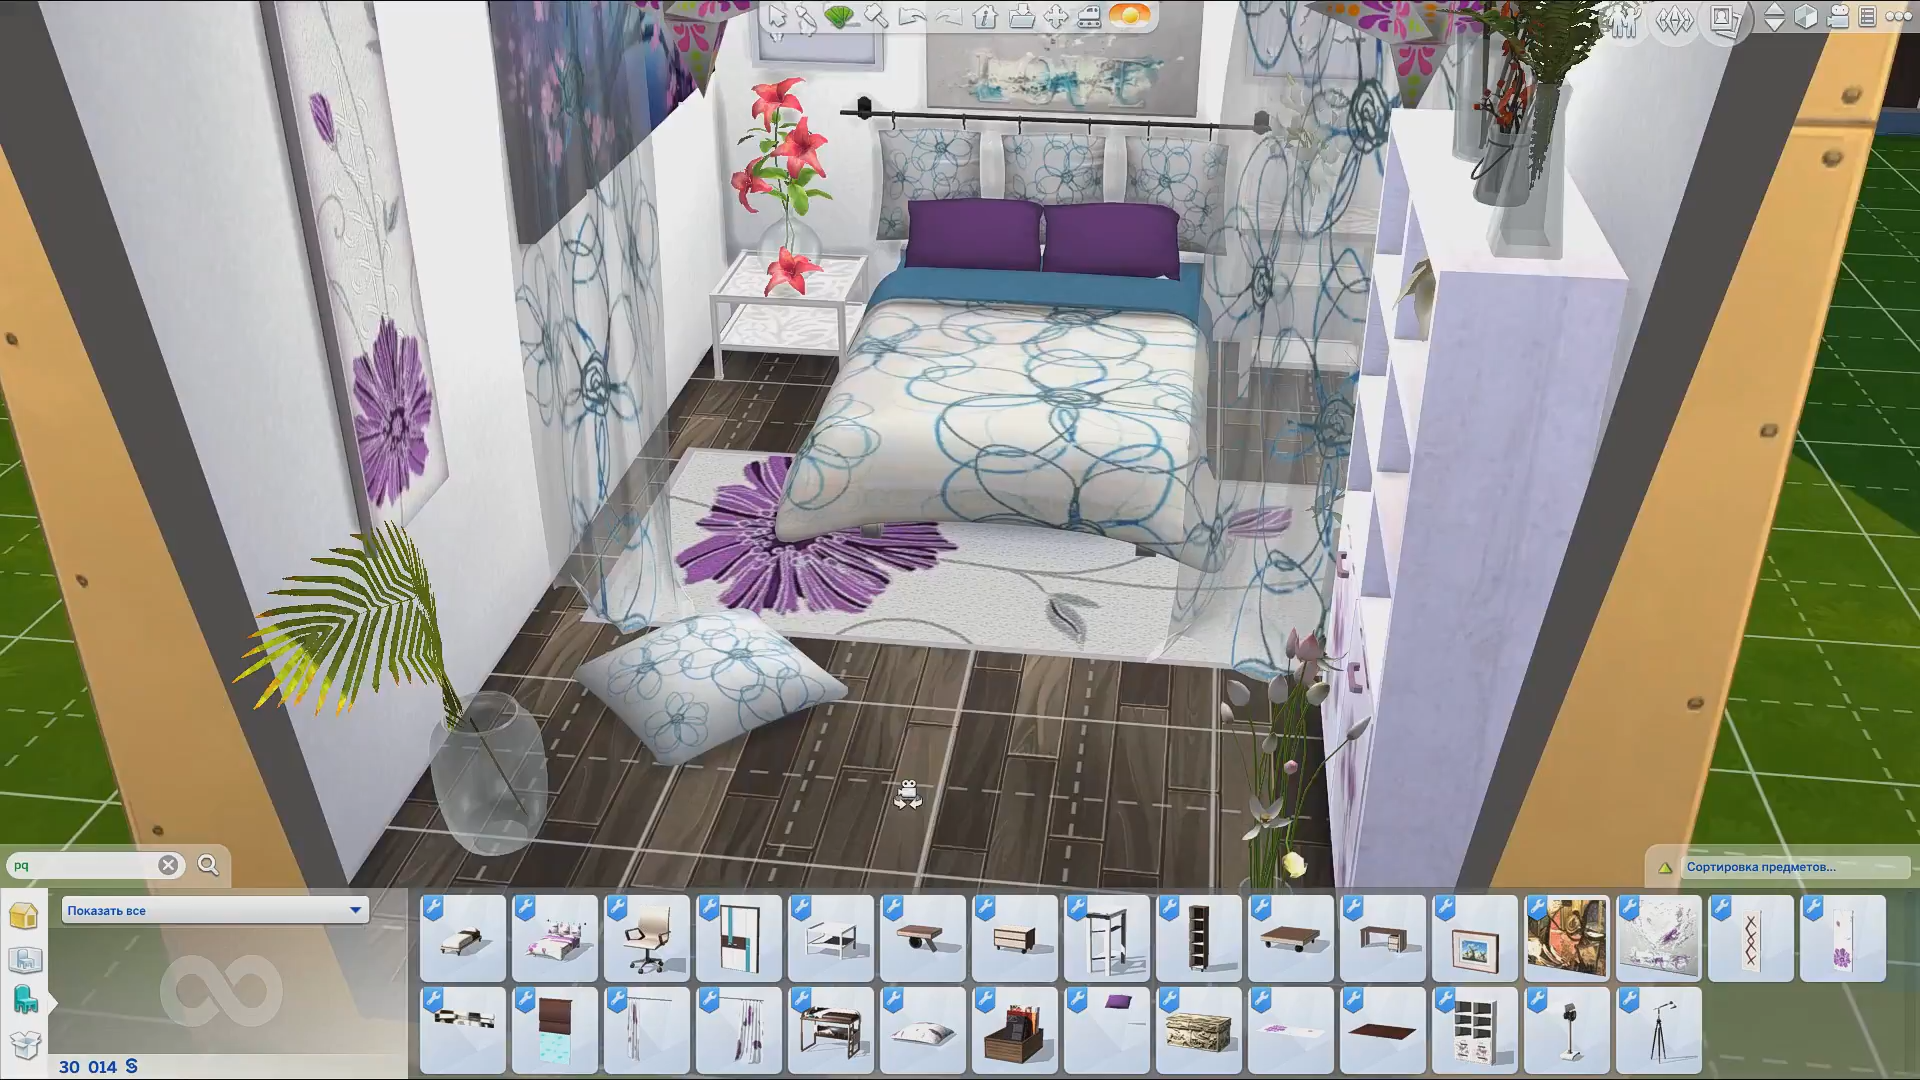 LOVE
pq
Сортировка предметов...
Показать все
30 014 S